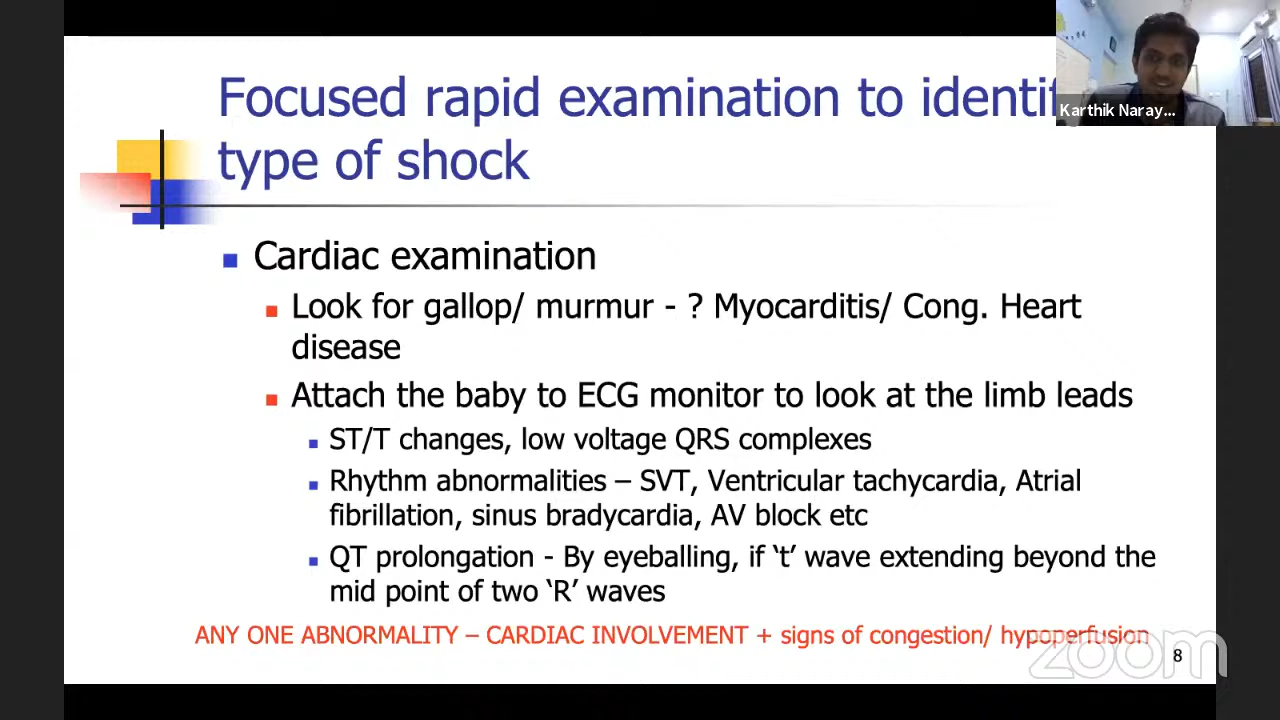 Focused rapid examination to identif
type of shock
Karthik Naray...
Cardiac examination
Look for gallop/ murmur - ? Myocarditis/ Cong. Heart
disease
Attach the baby to ECG monitor to look at the limb leads
ST/T changes, low voltage QRS complexes
Rhythm abnormalities – SVT, Ventricular tachycardia, Atrial
fibrillation, sinus bradycardia, AV block etc
QT prolongation - By eyeballing, if ‘t’ wave extending beyond the
mid point of two ‘R’ waves
ANY ONE ABNORMALITY – CARDIAC INVOLVEMENT + signs of congestion/ hypoperfusion
zoom
8